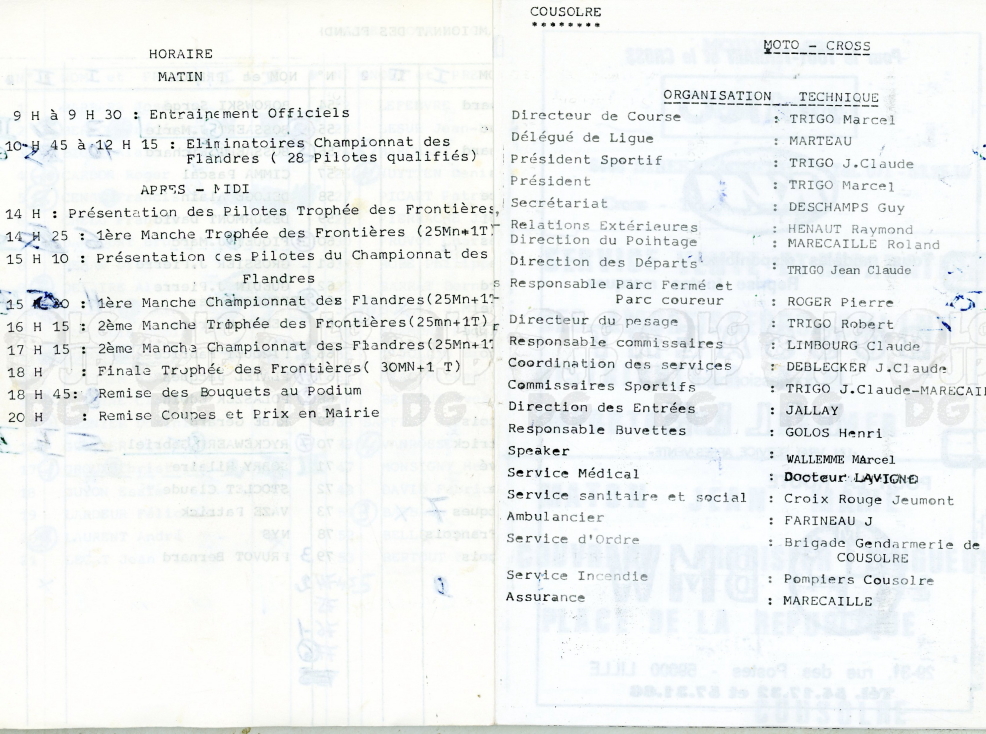 HORAIRE
MATIN
9 H à 9 H 30 : Entrainement Officiels
10 H 45 à 12 H 15 : Eliminatoires Championnat des
Flandres ( 28 Pilotes qualifiés)
APRES - MIDI
14 H : Présentation des Pilotes Trophée des Frontières,
14 H 25 : 1ère Manche Trophée des Frontières (25Mn+1T)
15 H 10 : Présentation des Pilotes du Championnat des
Flandres
15 30 : 1ère Manche Championnat des Flandres(25Mn+1T
16 H 15 : 2ème Manche Trophée des Frontières(25mn+1T)
17 H 15 : 2ème Manche Championnat des Flandres(25Mn+1T
18 H : Finale Trophée des Frontières( 30MN+1 T)
18 H 45: Remise des Bouquets au Podium
20 H : Remise Coupes et Prix en Mairie
COUSOLRE
********
MOTO - CROSS
ORGANISATION TECHNIQUE
Directeur de Course : TRIGO Marcel
Délégué de Ligue : MARTEAU
Président Sportif : TRIGO J.Claude
Président : TRIGO Marcel
Secrétariat : DESCHAMPS Guy
Relations Extérieures : HENAUT Raymond
Direction du Pointage : MARECAILLE Roland
Direction des Départs : TRIGO Jean Claude
Responsable Parc Fermé et
Parc coureur : ROGER Pierre
Directeur du pesage : TRIGO Robert
Responsable commissaires : LIMBOURG Claude
Coordination des services : DEBLECKER J.Claude
Commissaires Sportifs : TRIGO J.Claude-MARECAIL
Direction des Entrées : JALLAY
Responsable Buvettes : GOLOS Henri
Speaker : WALLEMME Marcel
Service Médical : Docteur LAVIGNE
Service sanitaire et social : Croix Rouge Jeumont
Ambulancier : FARINEAU J
Service d'Ordre : Brigade Gendarmerie de
COUSOLRE
Service Incendie : Pompiers Cousolre
Assurance : MARECAILLE